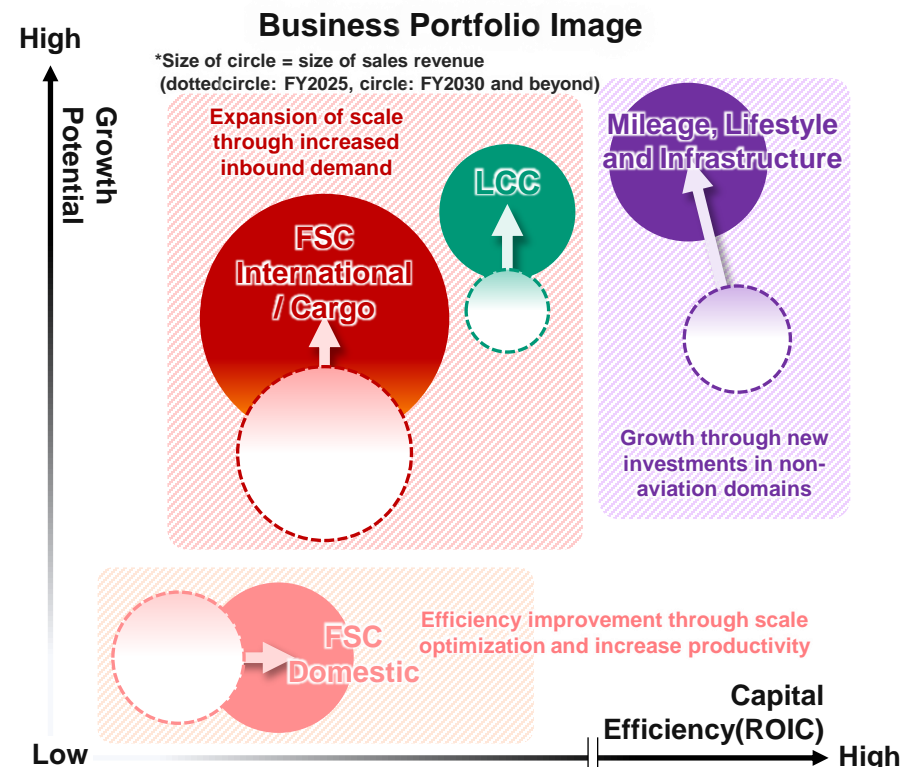 Business Portfolio Image
High
*Size of circle = size of sales revenue
(dottedcircle: FY2025, circle: FY2030 and beyond)
Growth
Potential
Expansion of scale
through increased
inbound demand
Mileage, Lifestyle
and Infrastructure
LCC
FSC
International
/ Cargo
Growth through new
investments in non-
aviation domains
Efficiency improvement through scale
optimization and increase productivity
FSC
Domestic
Capital
Efficiency(ROIC)
Low
High